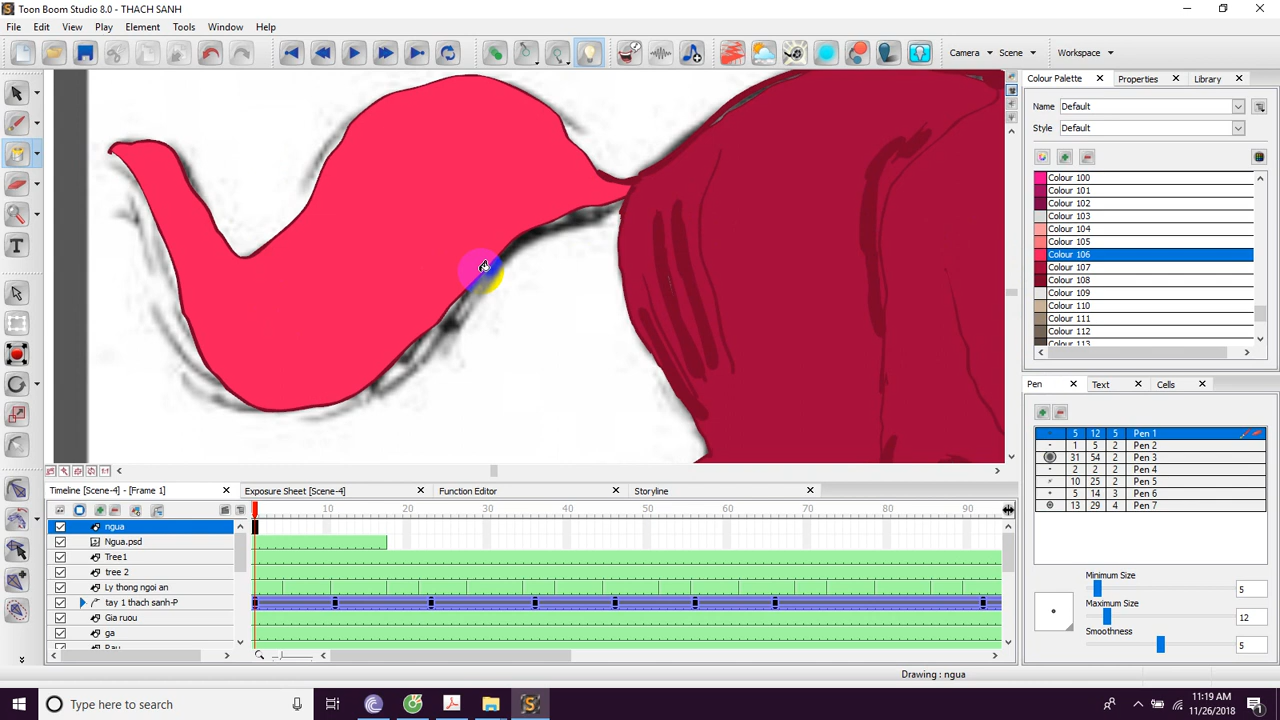 Toon Boom Studio 8.0 - THACH SANH
File Edit View Play Element Tools Window Help
Camera Scene Workspace
Colour Palette Properties Library
Name Default
Style Default
Colour 100
Colour 101
Colour 102
Colour 103
Colour 104
Colour 105
Colour 106
Colour 107
Colour 108
Colour 109
Colour 110
Colour 111
Colour 112
Colour 113
Pen Text Cells
5 12 5 Pen 1
1 5 2 Pen 2
31 54 2 Pen 3
2 2 2 Pen 4
10 25 2 Pen 5
5 14 3 Pen 6
13 29 4 Pen 7
Minimum Size
5
Maximum Size
12
Smoothness
5
Timeline [Scene-4] - [Frame 1] Exposure Sheet [Scene-4] Function Editor Storyline
10 20 30 40 50 60 70 80 90
ngua
Ngua.psd
Tree1
tree 2
Ly thong ngoi an
tay 1 thach sanh-P
Gia ruou
ga
Drawing : ngua
Type here to search
11:19 AM
11/26/2018